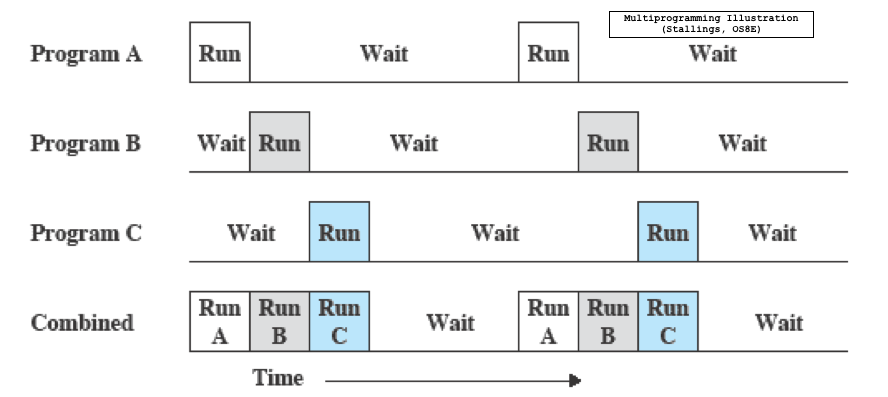 Multiprogramming Illustration
(Stallings, OS8E)
Program A Run Wait Run Wait
Program B Wait Run Wait Run Wait
Program C Wait Run Wait Run Wait
Combined Run A Run B Run C Wait Run A Run B Run C Wait
Time